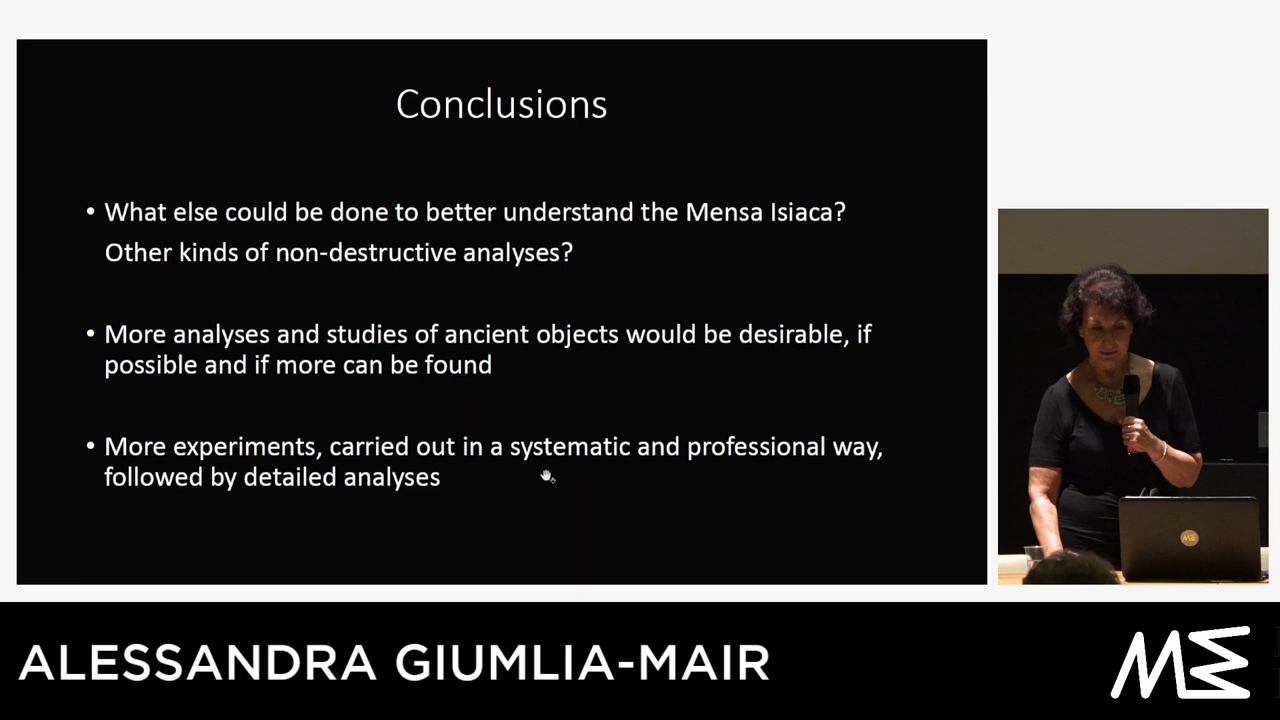 Conclusions
• What else could be done to better understand the Mensa Isiaca?
Other kinds of non-destructive analyses?
• More analyses and studies of ancient objects would be desirable, if
possible and if more can be found
• More experiments, carried out in a systematic and professional way,
followed by detailed analyses
ALESSANDRA GIUMLIA-MAIR
ME